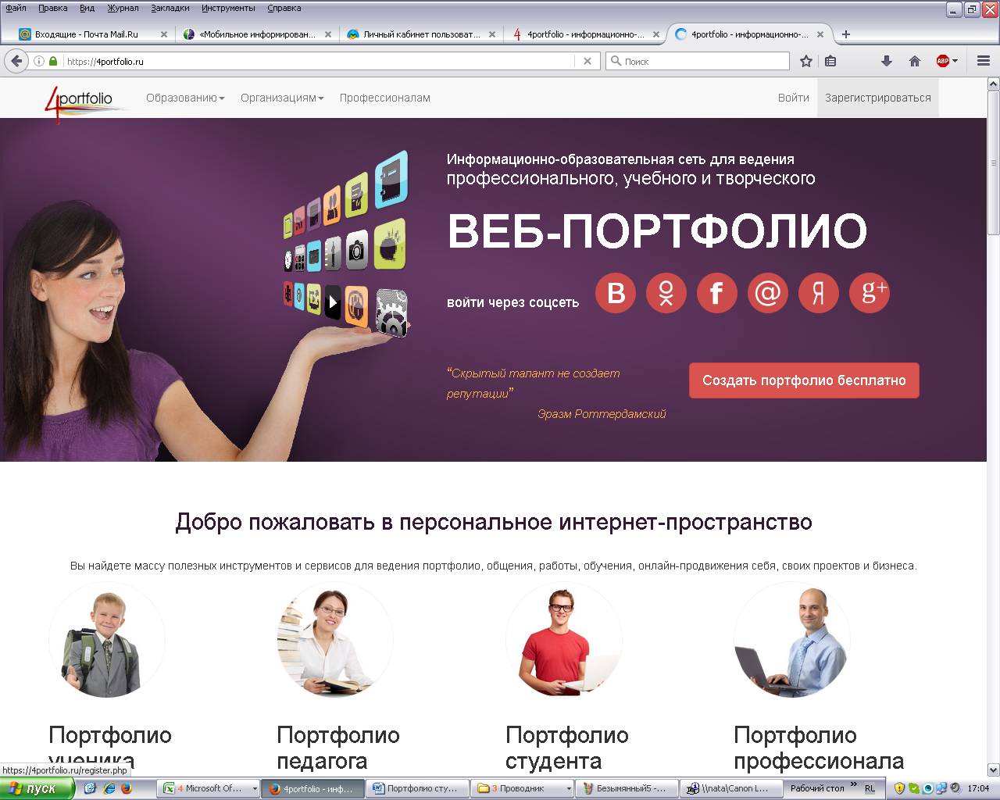 Файл Правка Вид Журнал Закладки Инструменты Справка
Входящие - Почта Mail.Ru
«Мобильное информирован...
Личный кабинет пользоват...
4portfolio - информационно-...
4portfolio - информационно-...
https://4portfolio.ru
Поиск
ABP
4portfolio
Образованию
Организациям
Профессионалам
Войти
Зарегистрироваться
Информационно-образовательная сеть для ведения
профессионального, учебного и творческого
ВЕБ-ПОРТФОЛИО
войти через соцсеть
В f @ Я g+
“Скрытый талант не создает
репутации”
Эразм Роттердамский
Создать портфолио бесплатно
Добро пожаловать в персональное интернет-пространство
Вы найдете массу полезных инструментов и сервисов для ведения портфолио, общения, работы, обучения, онлайн-продвижения себя, своих проектов и бизнеса.
Портфолио
ученика
Портфолио
педагога
Портфолио
студента
Портфолио
профессионала
https://4portfolio.ru/register.php
пуск
4 Microsoft Of...
4portfolio - инф...
Портфолио сту...
3 Проводник
Безымянный5 -...
\\nata\Canon L...
Рабочий стол
»
RL
17:04